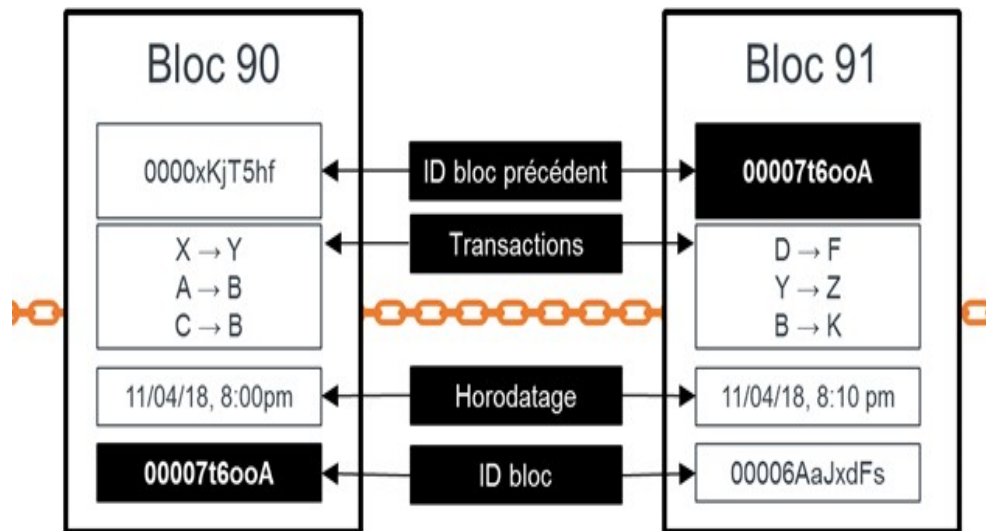 Bloc 90
0000xKjT5hf
X → Y
A → B
C → B
11/04/18, 8:00pm
00007t6ooA
ID bloc précédent
Transactions
Horodatage
ID bloc
Bloc 91
00007t6ooA
D → F
Y → Z
B → K
11/04/18, 8:10 pm
00006AaJxdFs